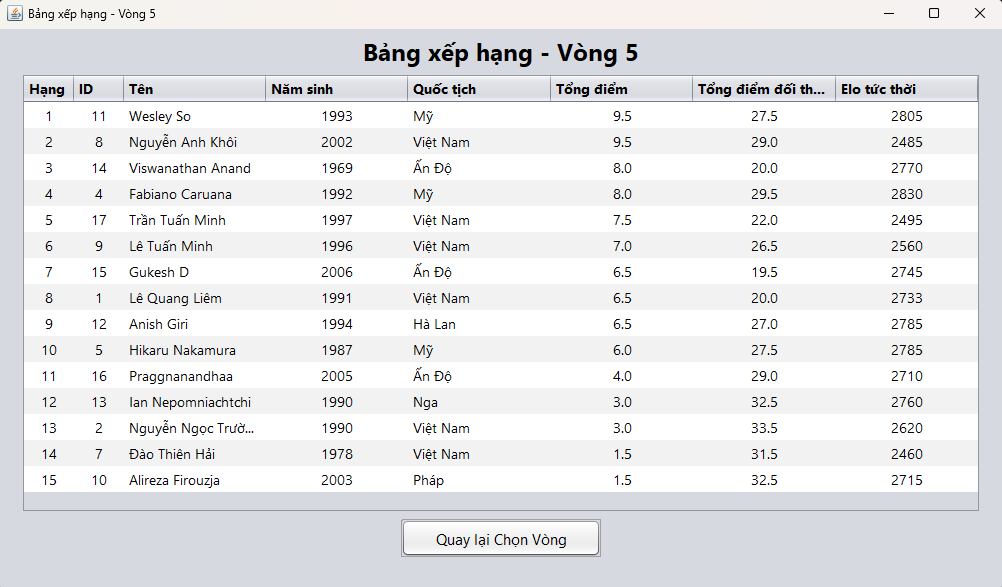 Bảng xếp hạng - Vòng 5
Bảng xếp hạng - Vòng 5
Hạng ID Tên Năm sinh Quốc tịch Tổng điểm Tổng điểm đối th... Elo tức thời
1 11 Wesley So 1993 Mỹ 9.5 27.5 2805
2 8 Nguyễn Anh Khôi 2002 Việt Nam 9.5 29.0 2485
3 14 Viswanathan Anand 1969 Ấn Độ 8.0 20.0 2770
4 4 Fabiano Caruana 1992 Mỹ 8.0 29.5 2830
5 17 Trần Tuấn Minh 1997 Việt Nam 7.5 22.0 2495
6 9 Lê Tuấn Minh 1996 Việt Nam 7.0 26.5 2560
7 15 Gukesh D 2006 Ấn Độ 6.5 19.5 2745
8 1 Lê Quang Liêm 1991 Việt Nam 6.5 20.0 2733
9 12 Anish Giri 1994 Hà Lan 6.5 27.0 2785
10 5 Hikaru Nakamura 1987 Mỹ 6.0 27.5 2785
11 16 Praggnanandhaa 2005 Ấn Độ 4.0 29.0 2710
12 13 Ian Nepomniachtchi 1990 Nga 3.0 32.5 2760
13 2 Nguyễn Ngọc Trườ... 1990 Việt Nam 3.0 33.5 2620
14 7 Đào Thiên Hải 1978 Việt Nam 1.5 31.5 2460
15 10 Alireza Firouzja 2003 Pháp 1.5 32.5 2715
Quay lại Chọn Vòng